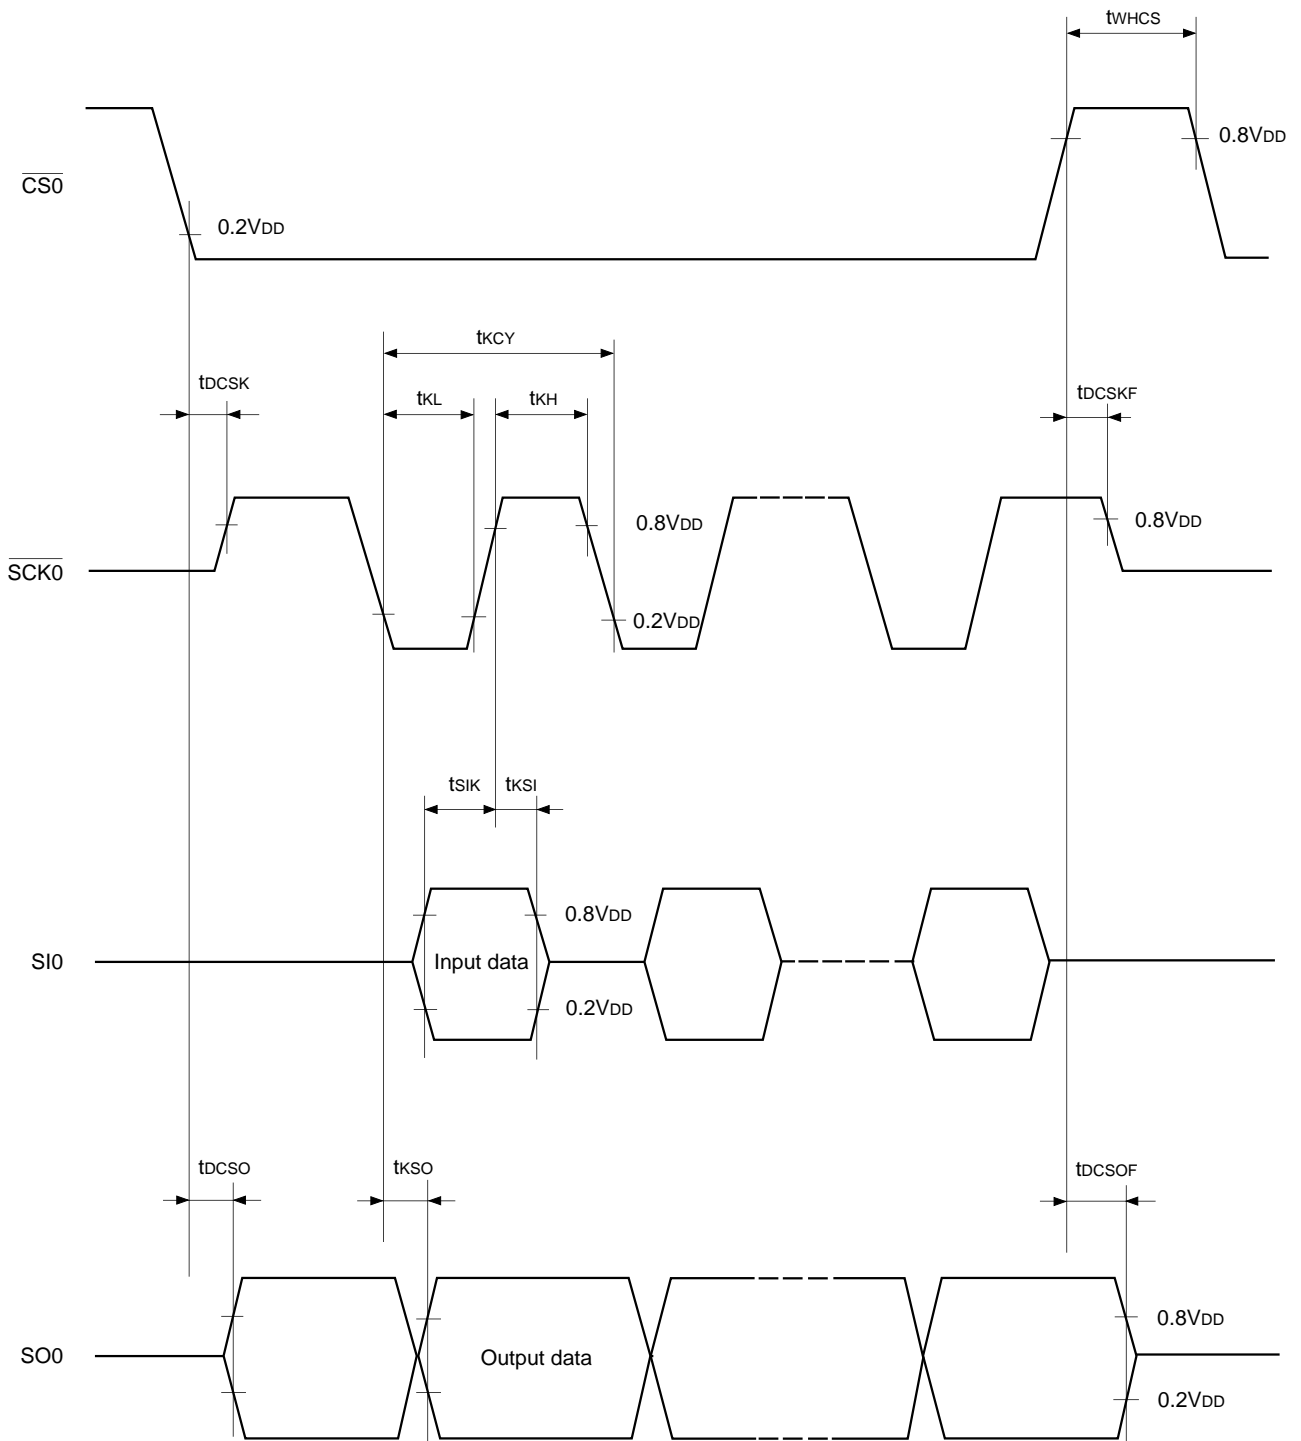 tWHCS
0.8VDD
CS0
0.2VDD
tKCY
tDCSK
tKL
tKH
tDCSKF
0.8VDD
0.8VDD
SCK0
0.2VDD
tSIK
tKSI
0.8VDD
SI0
Input data
0.2VDD
tDCSO
tKSO
tDCSOF
0.8VDD
SO0
Output data
0.2VDD